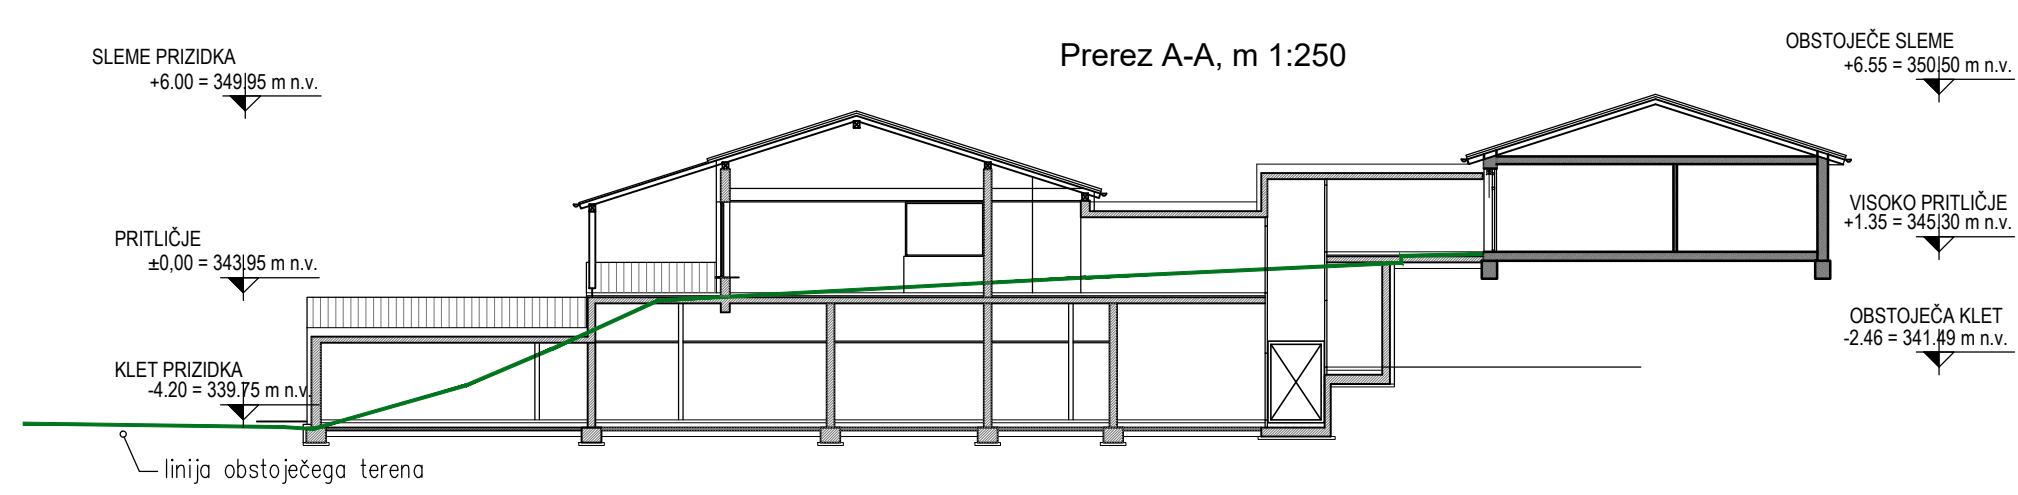 Prerez A-A, m 1:250
SLEME PRIZIDKA
+6.00 = 349.95 m n.v.
PRITLIČJE
±0,00 = 343.95 m n.v.
KLET PRIZIDKA
-4.20 = 339.75 m n.v.
linija obstoječega terena
OBSTOJEČE SLEME
+6.55 = 350.50 m n.v.
VISOKO PRITLIČJE
+1.35 = 345.30 m n.v.
OBSTOJEČA KLET
-2.46 = 341.49 m n.v.